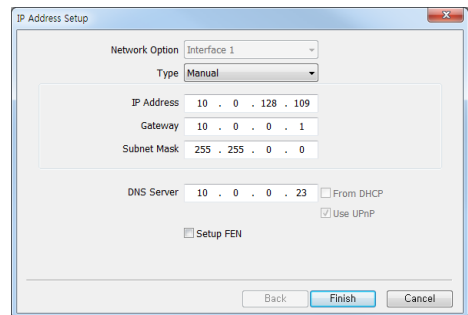 IP Address Setup
Network Option Interface 1
Type Manual
IP Address 10 . 0 . 128 . 109
Gateway 10 . 0 . 0 . 1
Subnet Mask 255 . 255 . 0 . 0
DNS Server 10 . 0 . 0 . 23 From DHCP
Use UPnP
Setup FEN
Back Finish Cancel